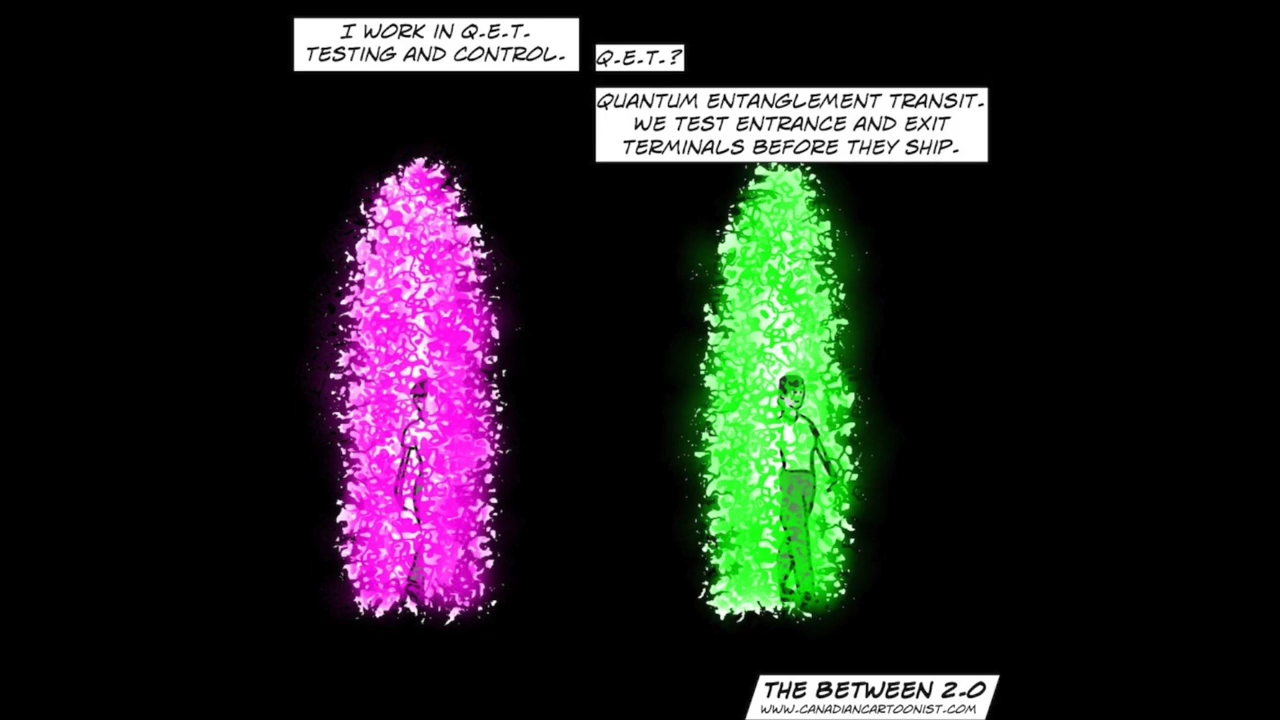 I WORK IN Q.E.T.
TESTING AND CONTROL.
Q.E.T.?
QUANTUM ENTANGLEMENT TRANSIT.
WE TEST ENTRANCE AND EXIT
TERMINALS BEFORE THEY SHIP.
THE BETWEEN 2.0
WWW.CANADIANCARTOONIST.COM